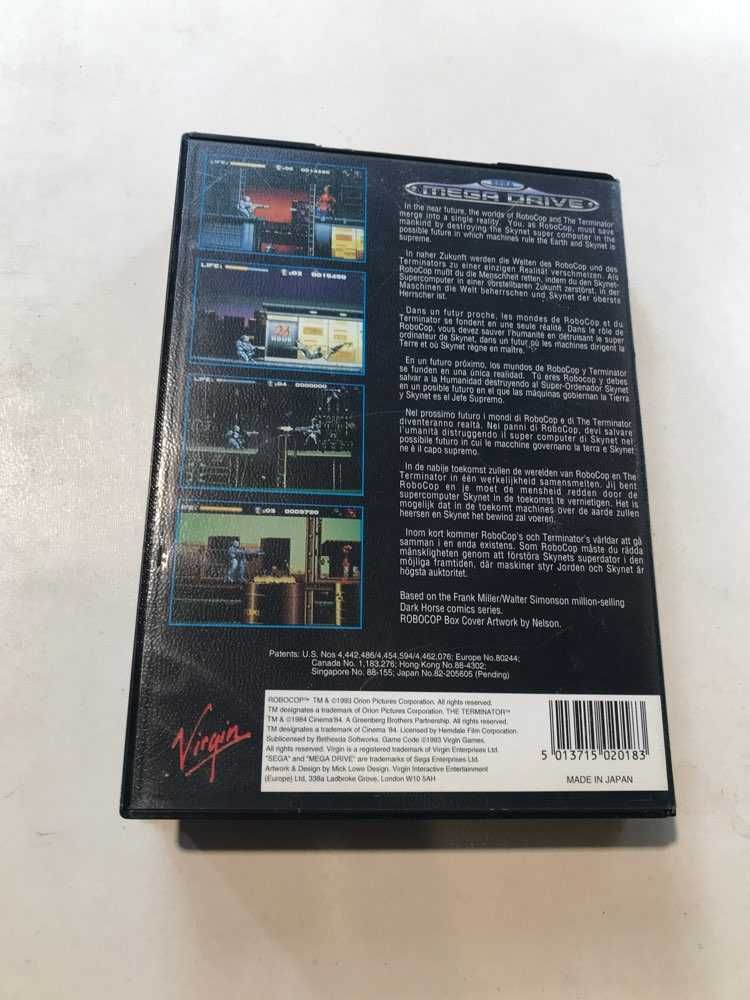 LIFE:
:05 0014250
LIFE:
:02 0015450
24
HOUR
LIFE:
:04 0000000
:03 0009720
SEGA
MEGA DRIVE
In the near future, the worlds of RoboCop and The Terminator
merge into a single reality. You, as RoboCop, must save
mankind by destroying the Skynet super computer in the
possible future in which machines rule the Earth and Skynet is
supreme.
In naher Zukunft werden die Welten des RoboCop und des
Terminators zu einer einzigen Realität verschmelzen. Als
RoboCop mußt du die Menschheit retten, indem du den Skynet-
Supercomputer in einer vorstellbaren Zukunft zerstörst, in der
Maschinen die Welt beherrschen und Skynet der oberste
Herrscher ist.
Dans un futur proche, les mondes de RoboCop et du
Terminator se fondent en une seule réalité. Dans le rôle de
RoboCop, vous devez sauver l'humanité en détruisant le super
ordinateur de Skynet, dans un futur où les machines dirigent la
Terre et où Skynet règne en maître.
En un futuro próximo, los mundos de RoboCop y Terminator
se funden en una única realidad. Tú eres Robocop y debes
salvar a la Humanidad destruyendo al Super-Ordenador Skynet
en un posible futuro en el que las máquinas gobiernan la Tierra
y Skynet es el Jefe Supremo.
Nel prossimo futuro i mondi di RoboCop e di The Terminator
diventeranno realtà. Nei panni di RoboCop, devi salvare
l'umanità distruggendo il super computer di Skynet nel
possibile futuro in cui le macchine governano la terra e Skynet
ne è il capo supremo.
In de nabije toekomst zullen de werelden van RoboCop en The
Terminator in één werkelijkheid samensmelten. Jij bent
RoboCop en je moet de mensheid redden door de
supercomputer Skynet in de toekomst te vernietigen. Het is
mogelijk dat in de toekomt machines over de aarde zullen
heersen en Skynet het bewind zal voeren.
Inom kort kommer RoboCop's och Terminator's världar att gå
samman i en enda existens. Som RoboCop måste du rädda
mänskligheten genom att förstöra Skynets superdator i den
möjliga framtiden, där maskiner styr Jorden och Skynet är
högsta auktoritet.
Based on the Frank Miller/Walter Simonson million-selling
Dark Horse comics series.
ROBOCOP Box Cover Artwork by Nelson.
Patents: U.S. Nos 4,442,486/4,454,594/4,462,076; Europe No.80244;
Canada No. 1,183,276; Hong Kong No.88-4302;
Singapore No. 88-155; Japan No.82-205605 (Pending)
Virgin
ROBOCOP™ TM & ©1993 Orion Pictures Corporation. All rights reserved.
TM designates a trademark of Orion Pictures Corporation. THE TERMINATOR™
TM & ©1984 Cinema'84. A Greenberg Brothers Partnership. All rights reserved.
TM designates a trademark of Cinema '84. Licensed by Hemdale Film Corporation.
Sublicensed by Bethesda Softworks. Game Code ©1993 Virgin Games.
All rights reserved. Virgin is a registered trademark of Virgin Enterprises Ltd.
"SEGA" and "MEGA DRIVE" are trademarks of Sega Enterprises Ltd.
Artwork & Design by Mick Lowe Design. Virgin Interactive Entertainment
(Europe) Ltd, 338a Ladbroke Grove, London W10 5AH
5 013715 020183
MADE IN JAPAN